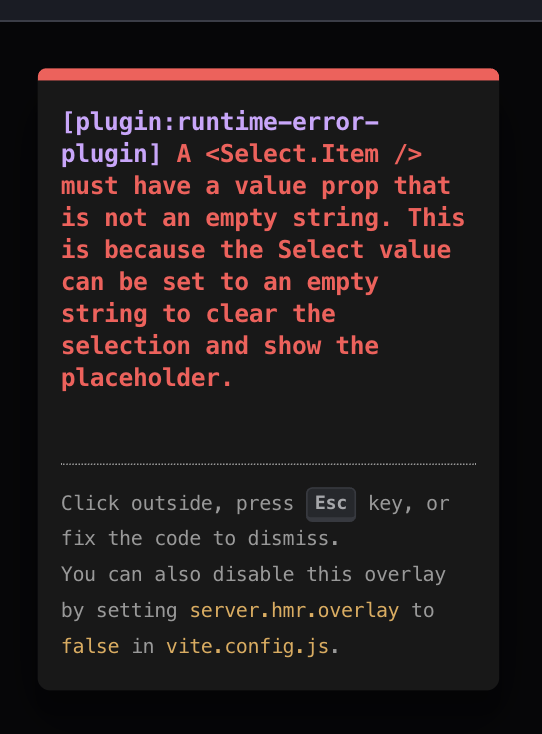 [plugin:runtime-error-
plugin] A <Select.Item />
must have a value prop that
is not an empty string. This
is because the Select value
can be set to an empty
string to clear the
selection and show the
placeholder.
Click outside, press Esc key, or
fix the code to dismiss.
You can also disable this overlay
by setting server.hmr.overlay to
false in vite.config.js.